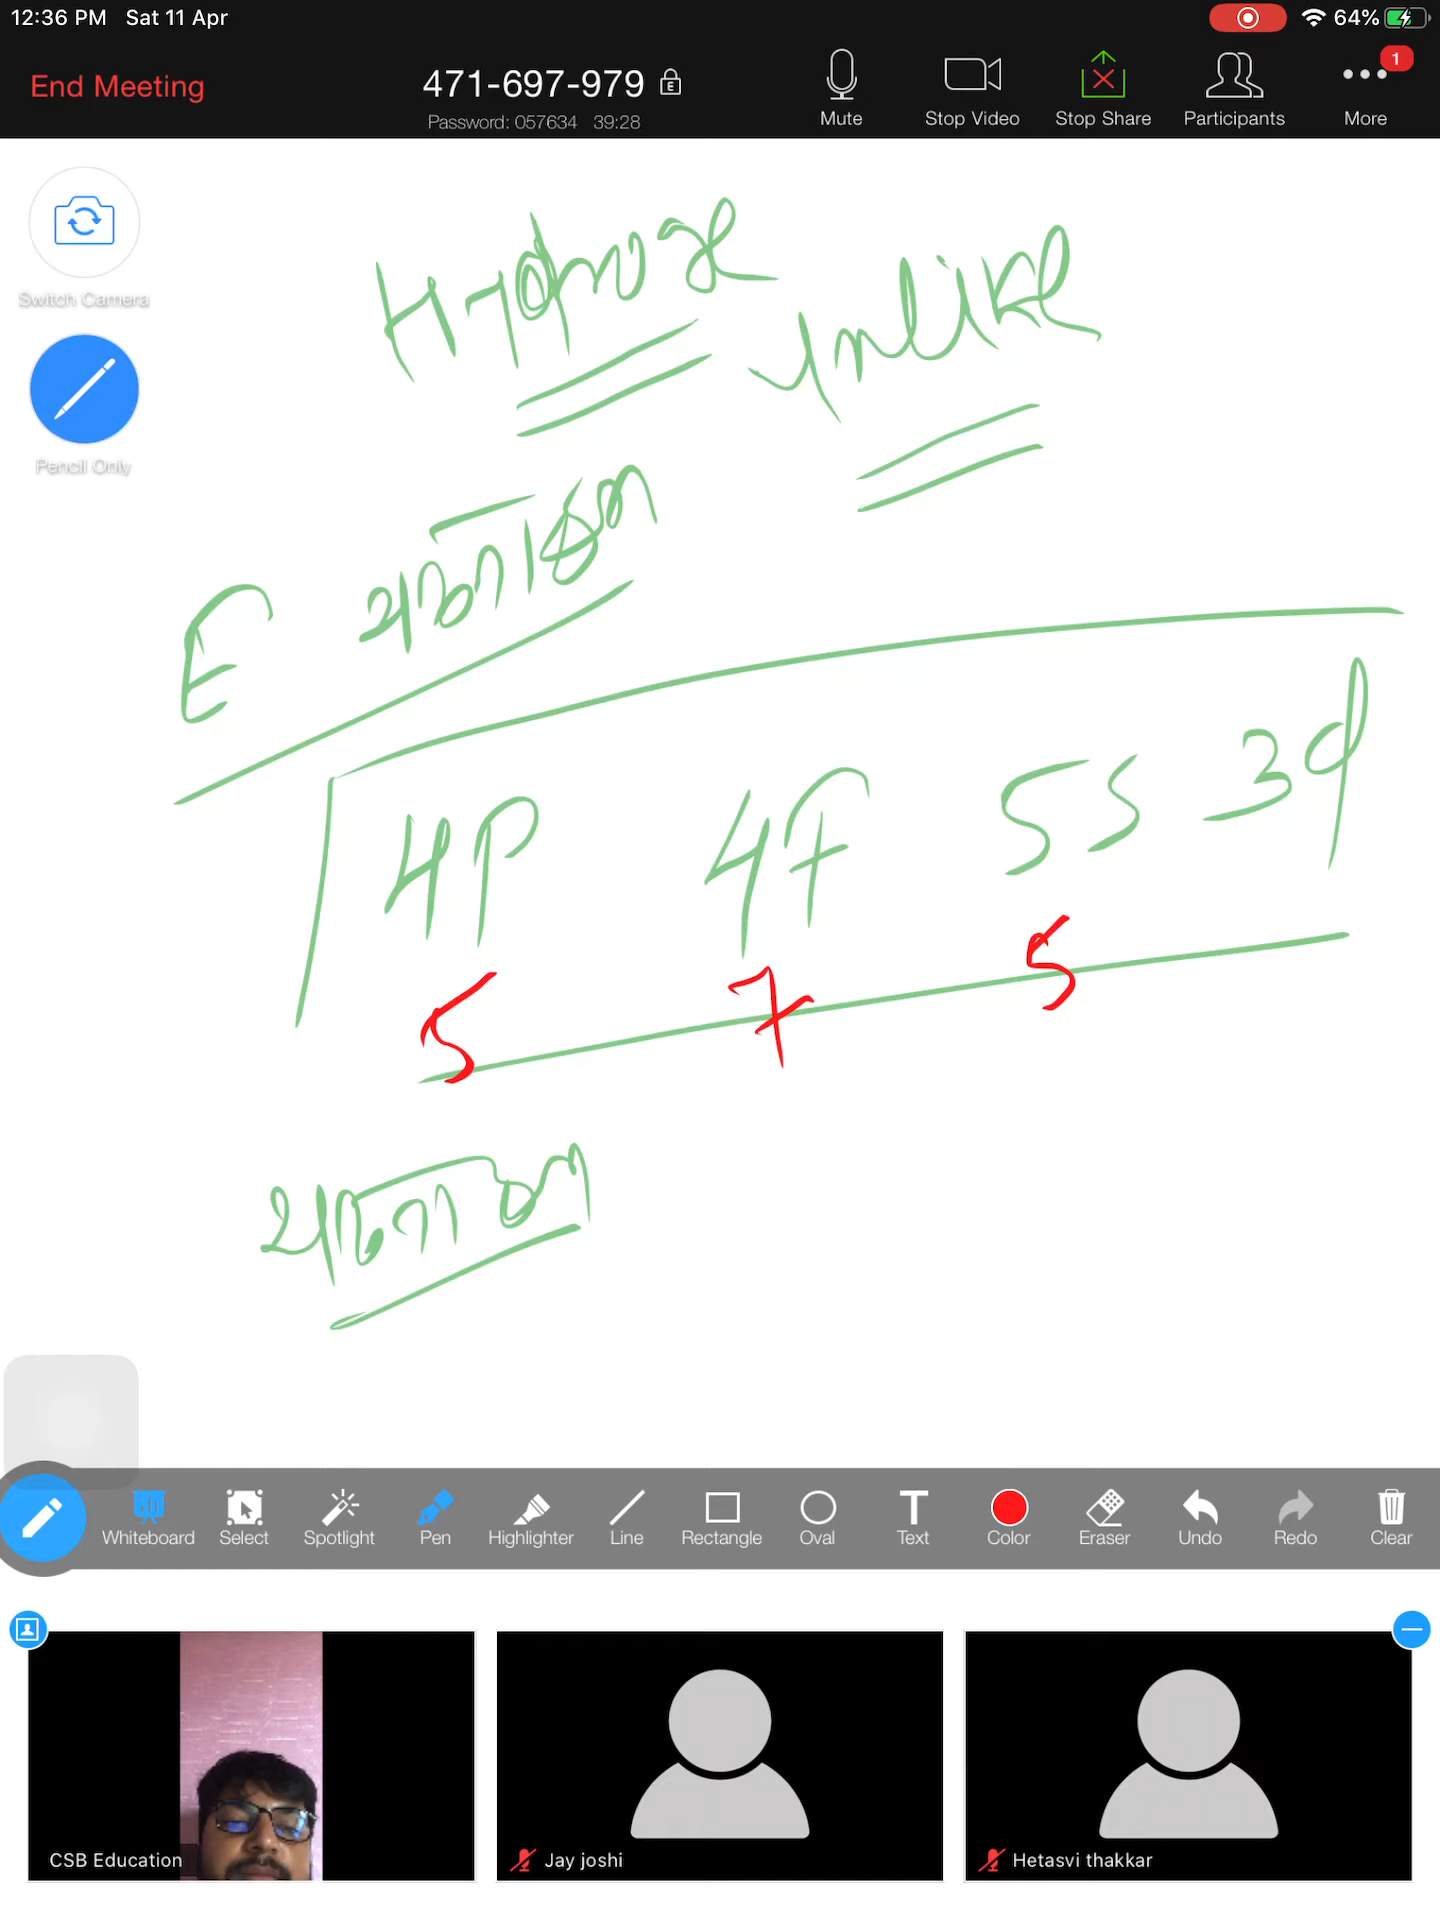 12:36 PM Sat 11 Apr 64%
End Meeting 471-697-979 E
Password: 057634 39:28
Mute Stop Video Stop Share Participants More 1
Switch Camera
Pencil Only
Unlike
E
4p 4f 5s 3d
5 7 5
Whiteboard Select Spotlight Pen Highlighter Line Rectangle Oval Text Color Eraser Undo Redo Clear
CSB Education Jay joshi Hetasvi thakkar